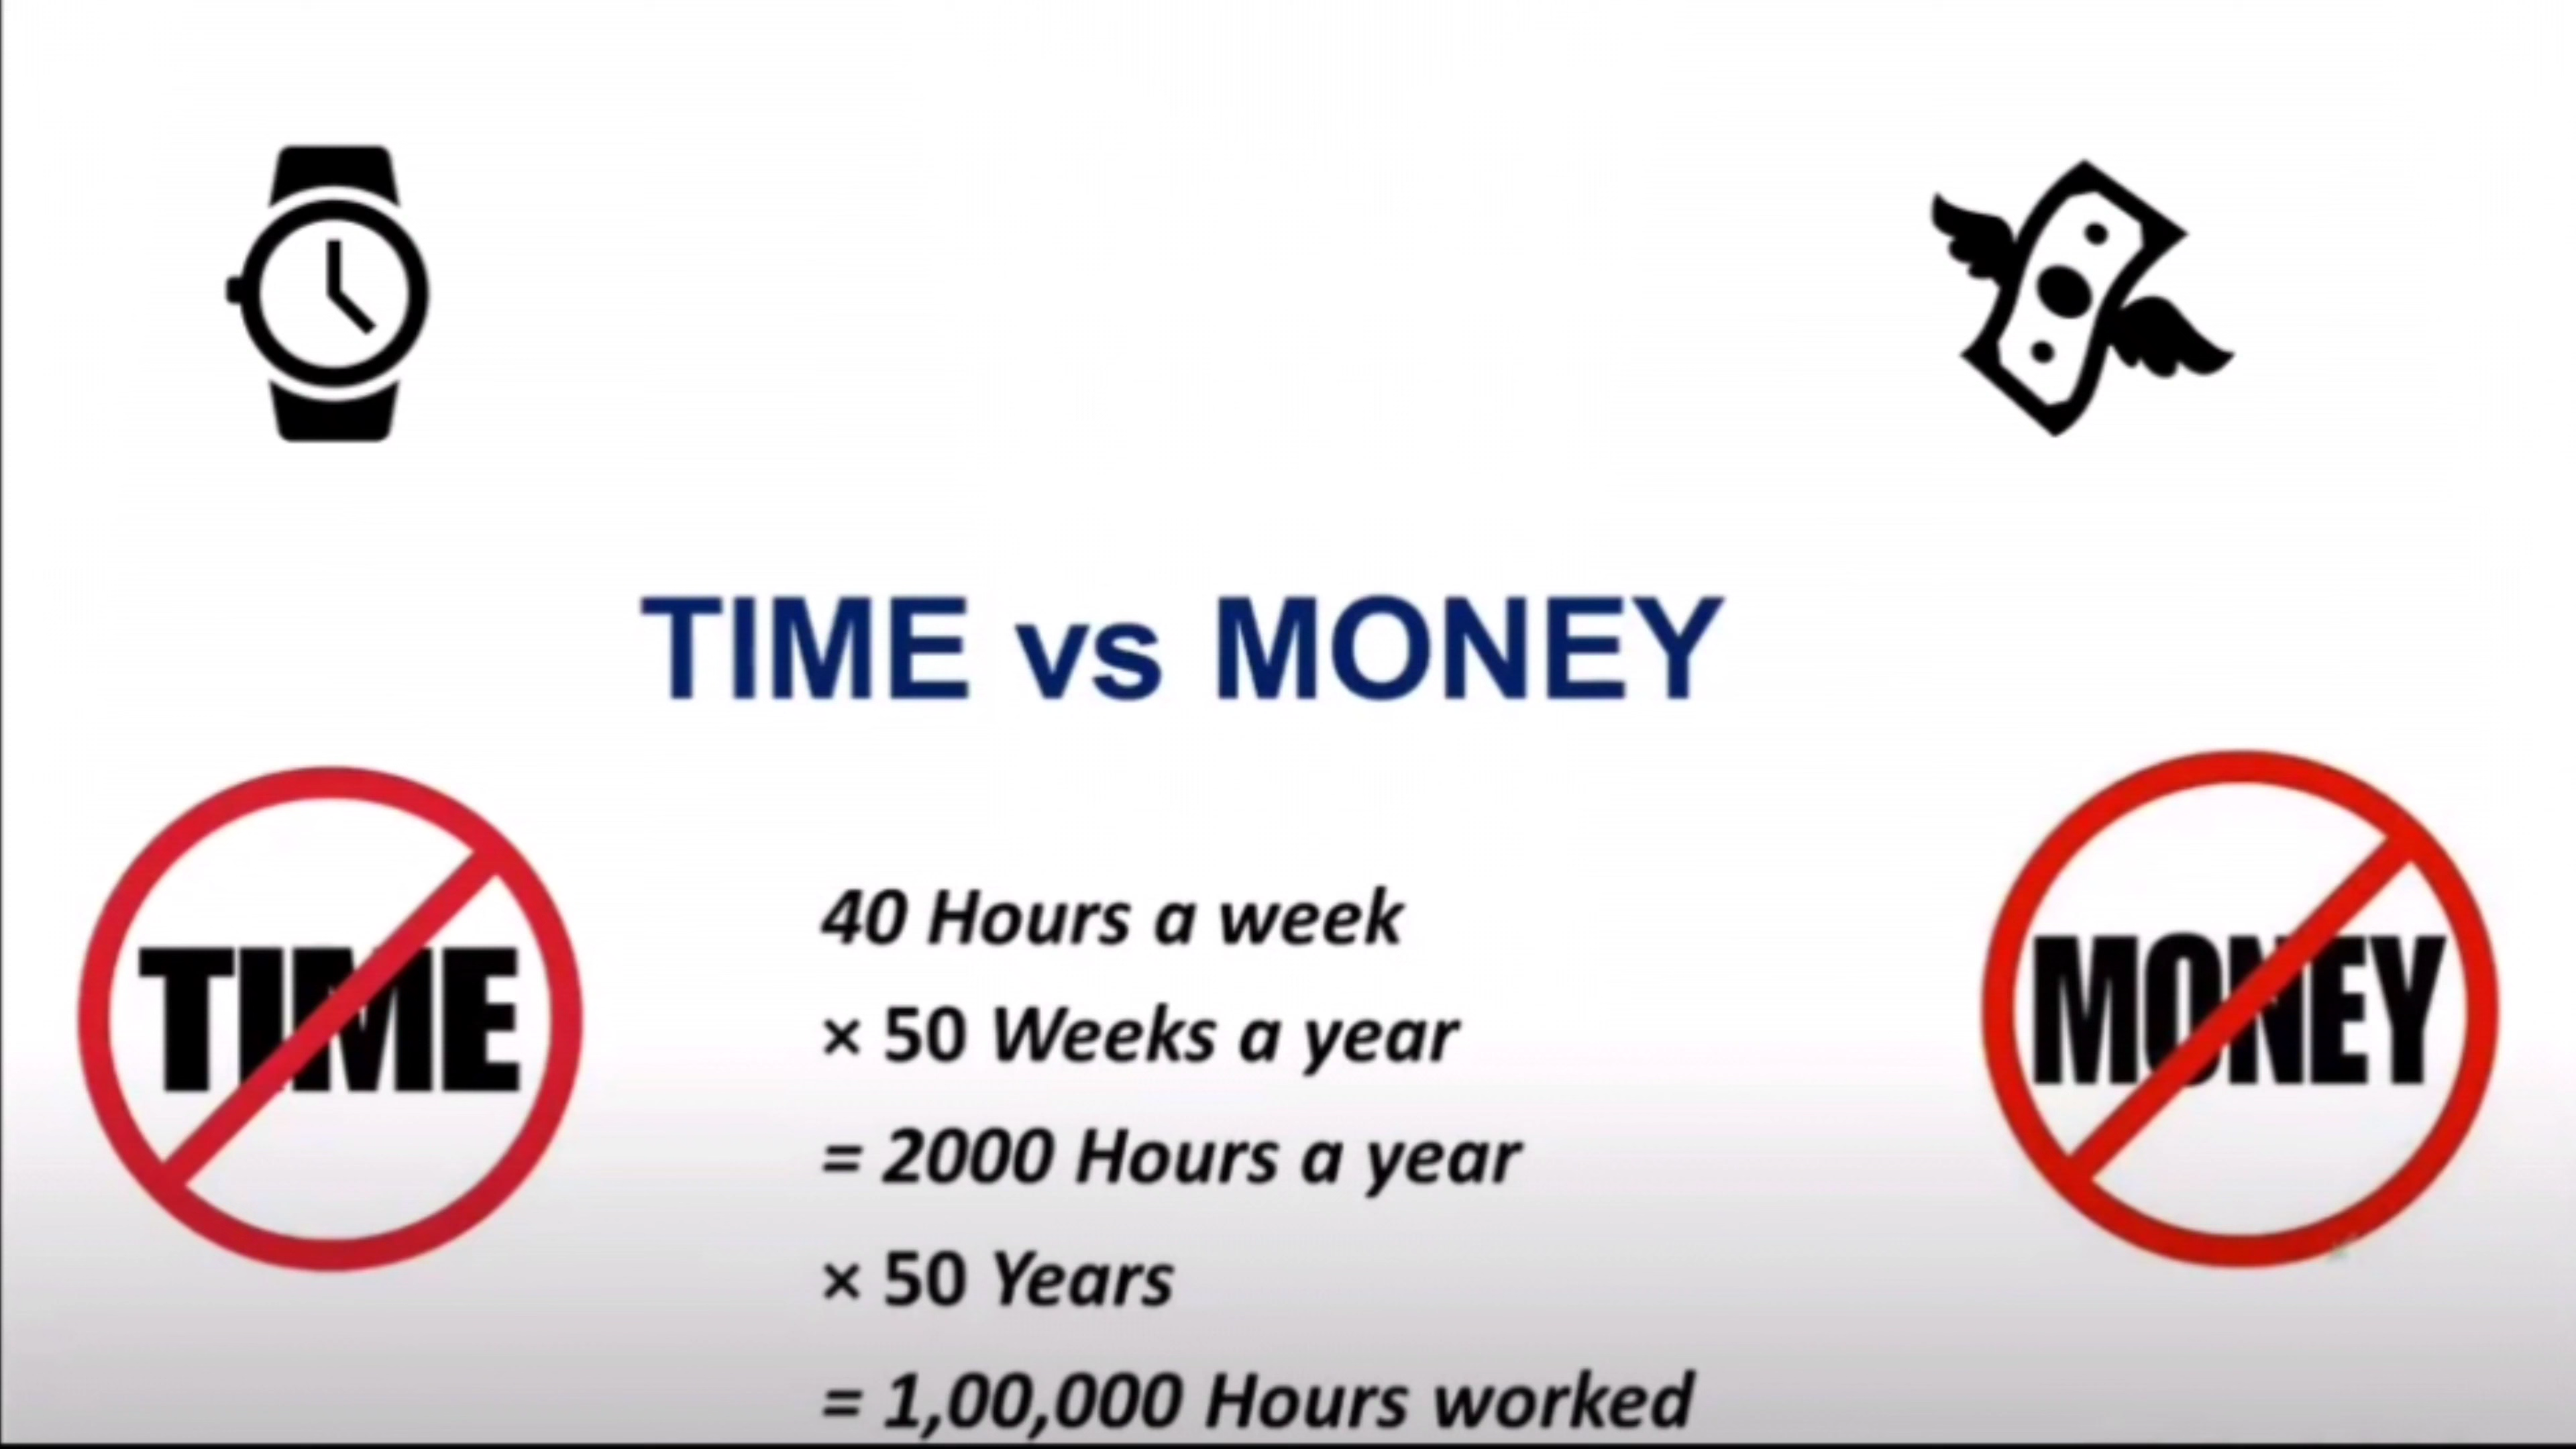 TIME vs MONEY
TIME
MONEY
40 Hours a week
× 50 Weeks a year
= 2000 Hours a year
× 50 Years
= 1,00,000 Hours worked